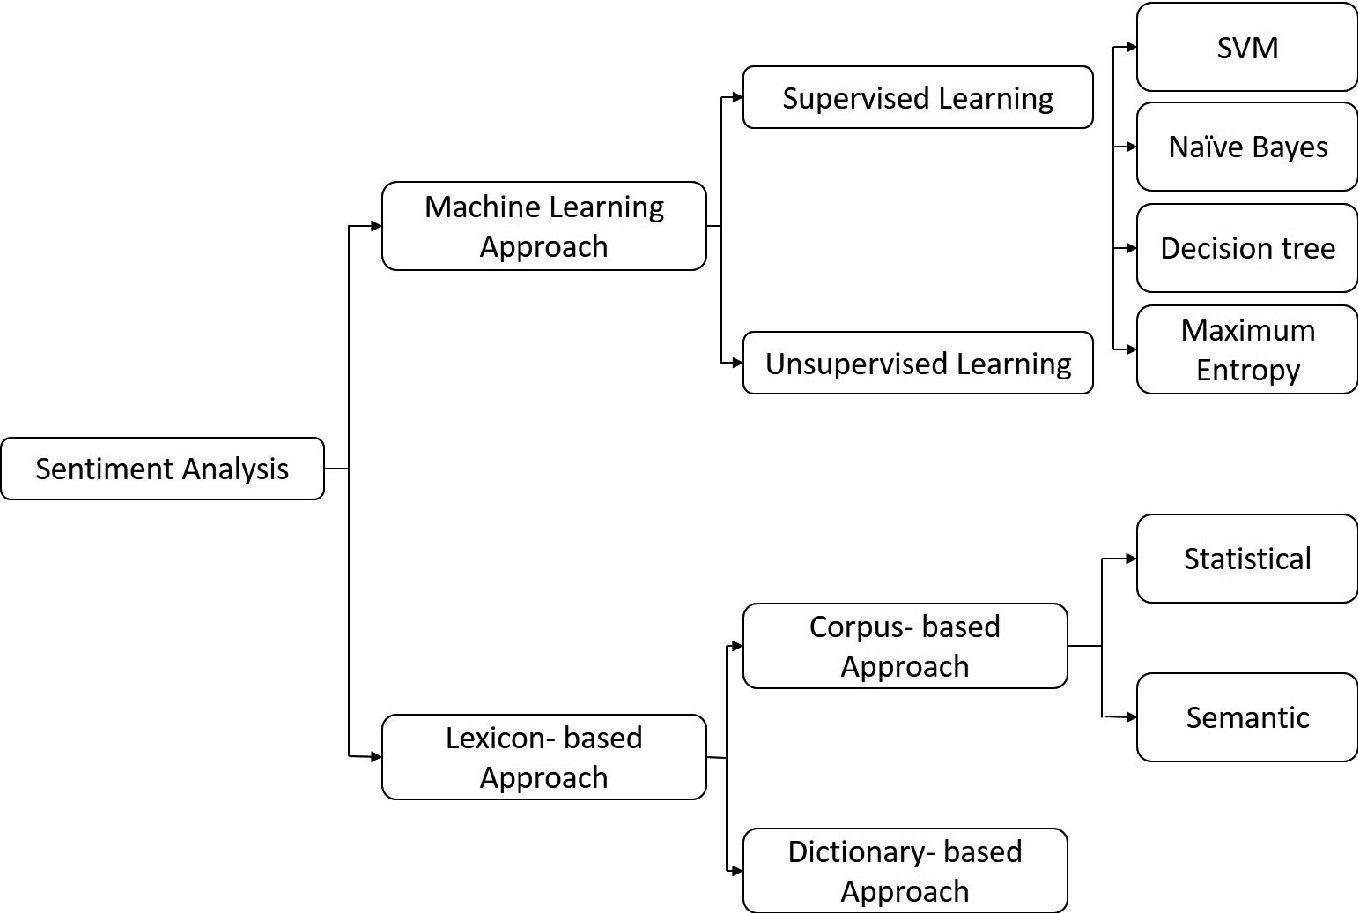 SVM
Supervised Learning
Naïve Bayes
Machine Learning
Approach
Decision tree
Maximum
Entropy
Unsupervised Learning
Sentiment Analysis
Statistical
Corpus- based
Approach
Semantic
Lexicon- based
Approach
Dictionary- based
Approach